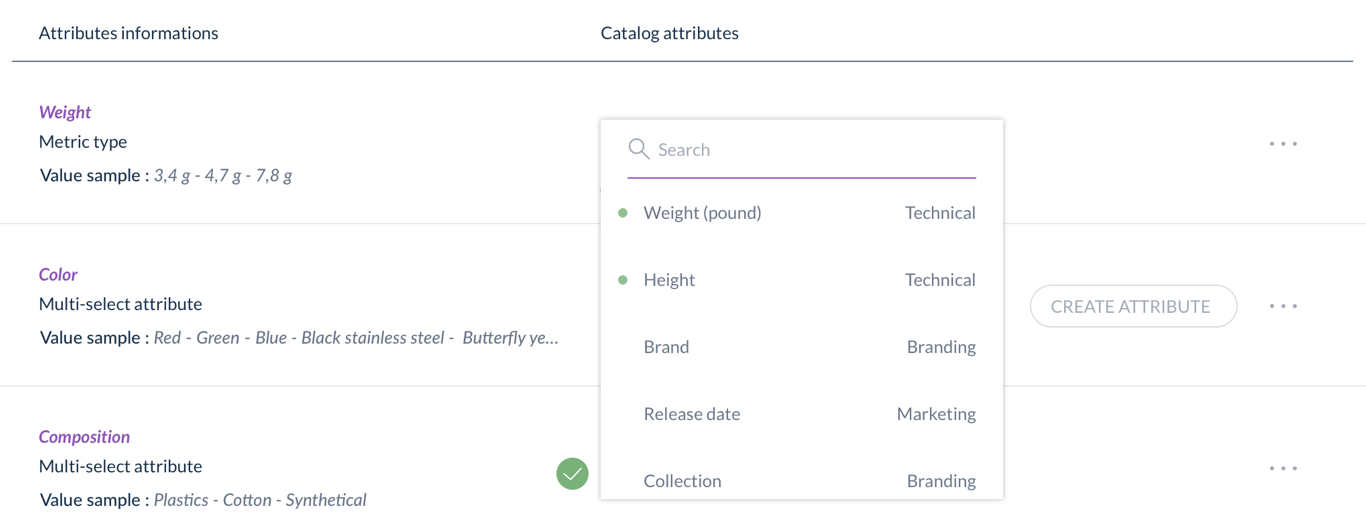 Attributes informations Catalog attributes
Weight
Metric type
Value sample : 3,4 g - 4,7 g - 7,8 g
Color
Multi-select attribute
Value sample : Red - Green - Blue - Black stainless steel - Butterfly ye...
Composition
Multi-select attribute
Value sample : Plastics - Cotton - Synthetical
Search
Weight (pound) Technical
Height Technical
Brand Branding
Release date Marketing
Collection Branding
CREATE ATTRIBUTE